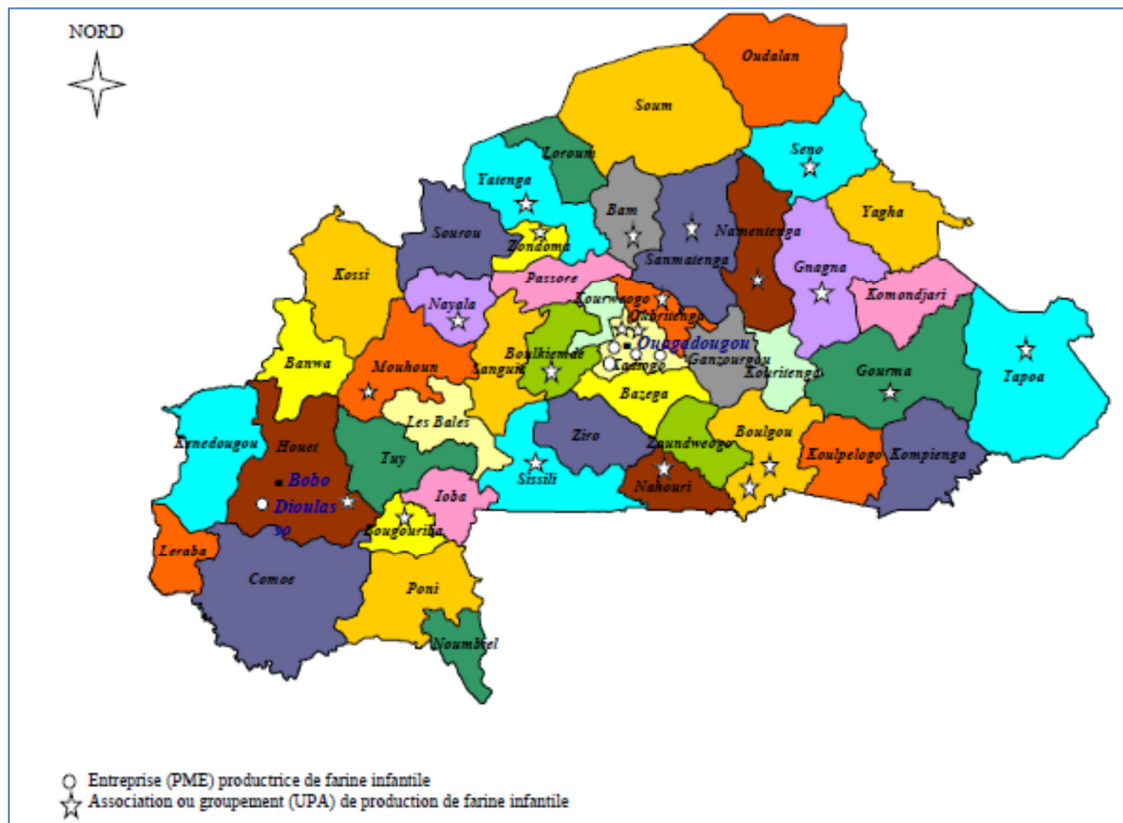 NORD
Oudalan
Soum
Seno
Loroum
Yatenga
Bam
Yagha
Namentenga
Sourou
Zondoma
Sanmatenga
Gnagna
Kossi
Passore
Komondjari
Kourweogo
Nayala
Oubritenga
Ouagadougou
Boulkiemde
Ganzourgou
Banwa
Mouhoun
Sanguie
Kadiogo
Kouritenga
Gourma
Tapoa
Bazega
Les Bales
Kenedougou
Houet
Ziro
Zoundweogo
Boulgou
Koulpelogo
Kompienga
Tuy
Sissili
Nahouri
Bobo
Dioulas
so
Ioba
Bougouriba
Leraba
Comoe
Poni
Noumbiel
Entreprise (PME) productrice de farine infantile
Association ou groupement (UPA) de production de farine infantile